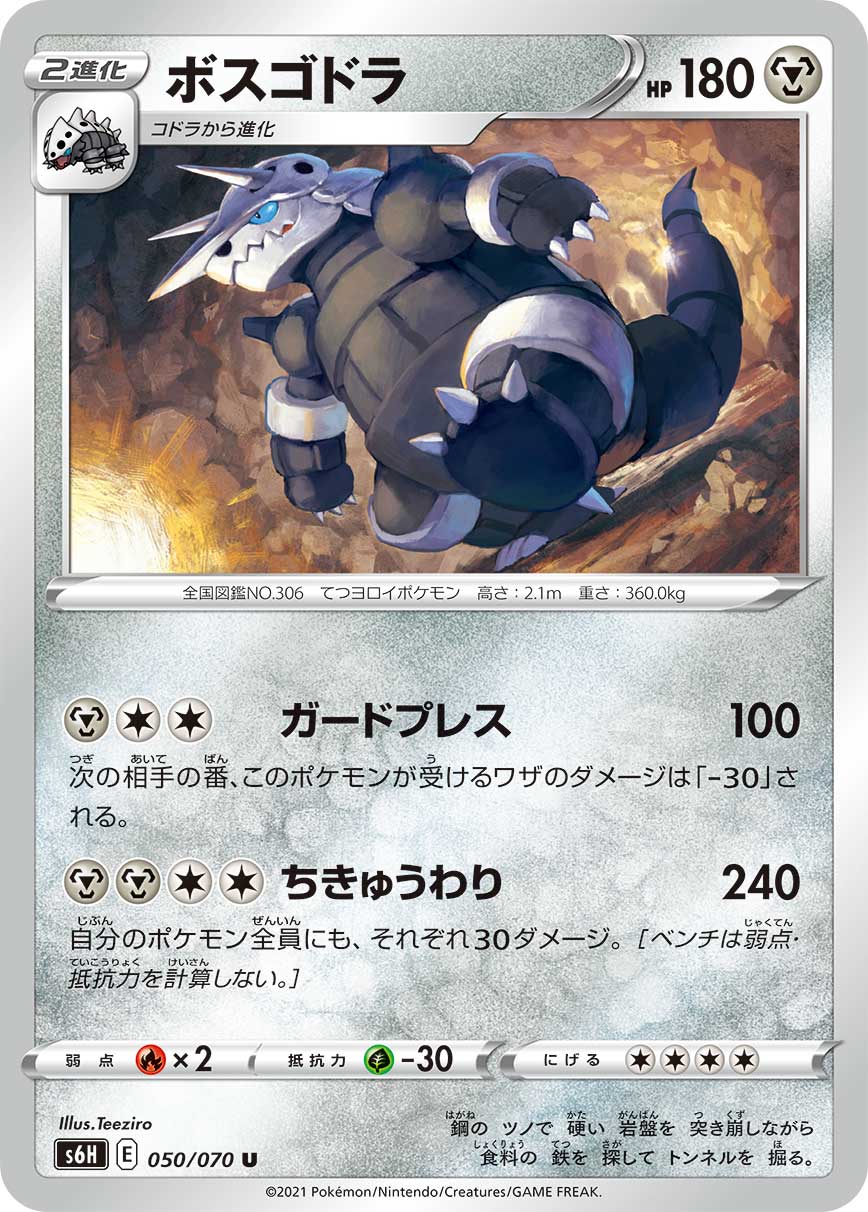 2進化 ボスゴドラ HP 180
コドラから進化
全国図鑑NO.306 てつヨロイポケモン 高さ：2.1m 重さ：360.0kg
ガードプレス 100
次の相手の番、このポケモンが受けるワザのダメージは「-30」さ
れる。
ちきゅうわり 240
自分のポケモン全員にも、それぞれ30ダメージ。［ベンチは弱点・
抵抗力を計算しない。］
弱点 ×2 抵抗力 -30 にげる
Illus.Teeziro
鋼の ツノで 硬い 岩盤を 突き崩しながら
食料の 鉄を 探して トンネルを 掘る。
s6H E 050/070 U
©2021 Pokémon/Nintendo/Creatures/GAME FREAK.